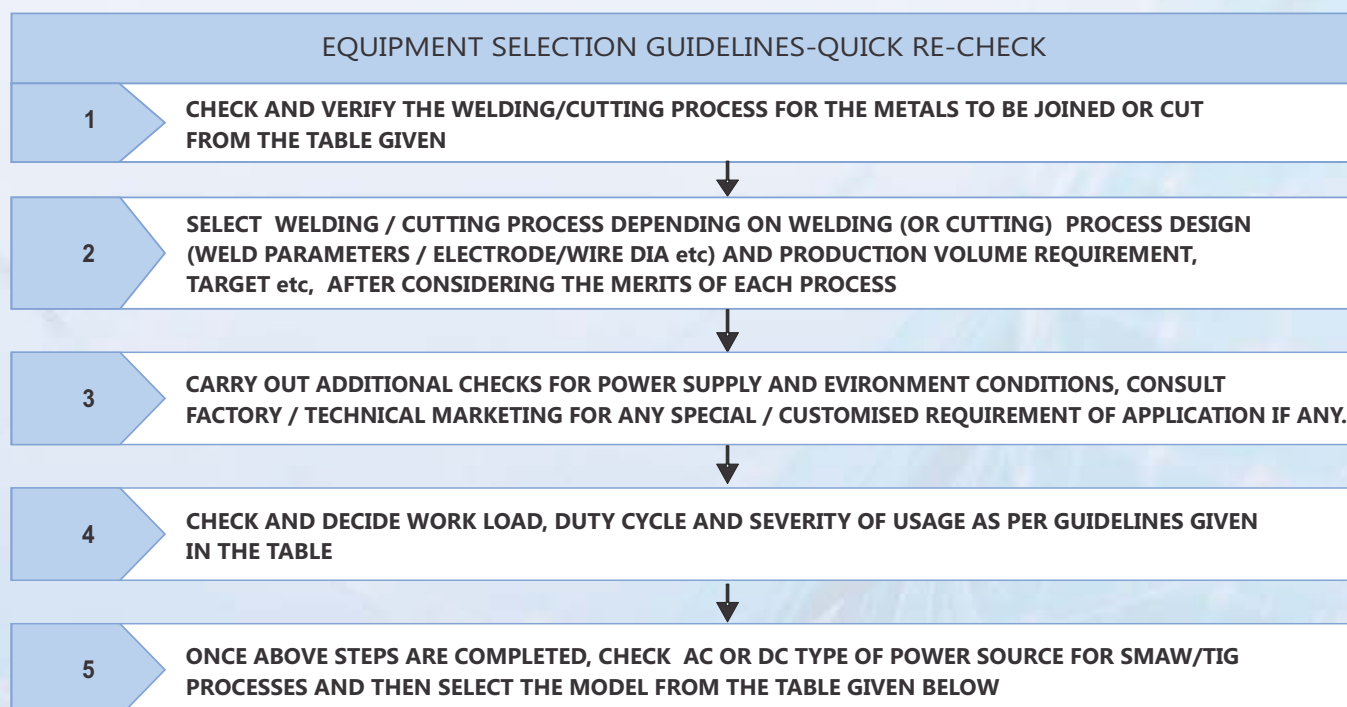 EQUIPMENT SELECTION GUIDELINES-QUICK RE-CHECK
1
CHECK AND VERIFY THE WELDING/CUTTING PROCESS FOR THE METALS TO BE JOINED OR CUT
FROM THE TABLE GIVEN
2
SELECT WELDING / CUTTING PROCESS DEPENDING ON WELDING (OR CUTTING) PROCESS DESIGN
(WELD PARAMETERS / ELECTRODE/WIRE DIA etc) AND PRODUCTION VOLUME REQUIREMENT,
TARGET etc, AFTER CONSIDERING THE MERITS OF EACH PROCESS
3
CARRY OUT ADDITIONAL CHECKS FOR POWER SUPPLY AND EVIRONMENT CONDITIONS, CONSULT
FACTORY / TECHNICAL MARKETING FOR ANY SPECIAL / CUSTOMISED REQUIREMENT OF APPLICATION IF ANY.
4
CHECK AND DECIDE WORK LOAD, DUTY CYCLE AND SEVERITY OF USAGE AS PER GUIDELINES GIVEN
IN THE TABLE
5
ONCE ABOVE STEPS ARE COMPLETED, CHECK AC OR DC TYPE OF POWER SOURCE FOR SMAW/TIG
PROCESSES AND THEN SELECT THE MODEL FROM THE TABLE GIVEN BELOW